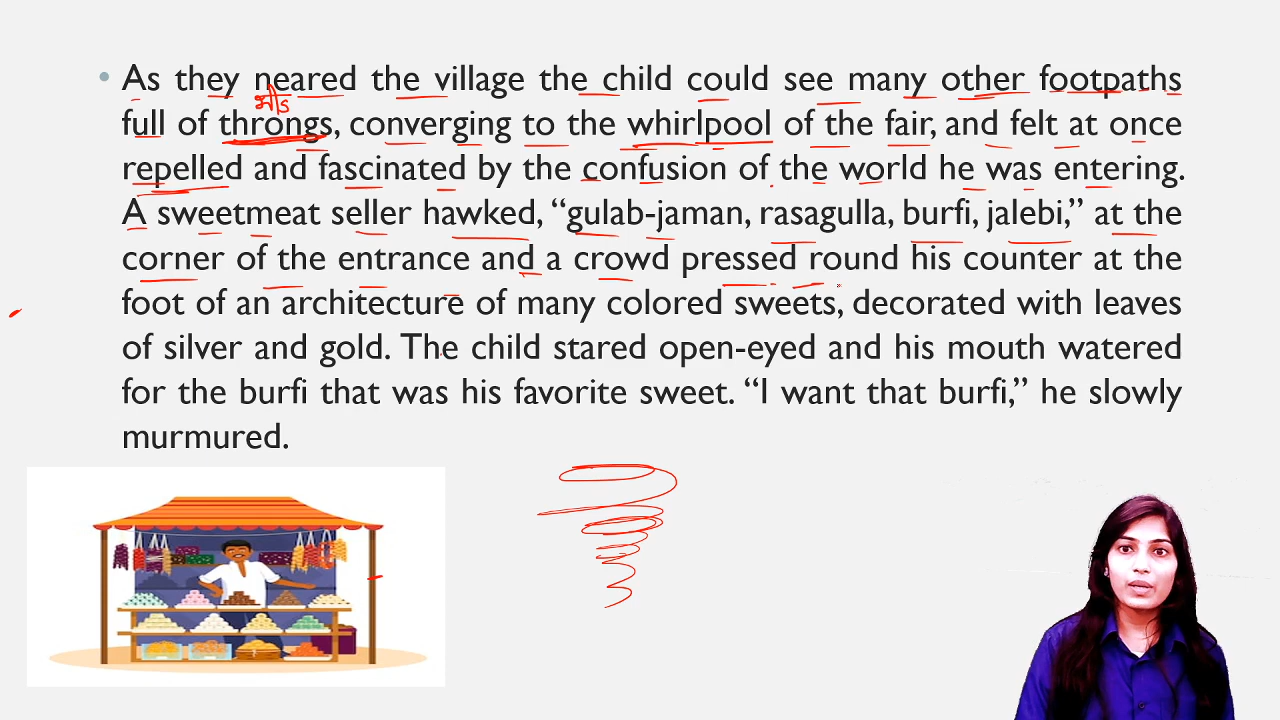 • As they neared the village the child could see many other footpaths
भीड
full of throngs, converging to the whirlpool of the fair, and felt at once
repelled and fascinated by the confusion of the world he was entering.
A sweetmeat seller hawked, “gulab-jaman, rasagulla, burfi, jalebi,” at the
corner of the entrance and a crowd pressed round his counter at the
foot of an architecture of many colored sweets, decorated with leaves
of silver and gold. The child stared open-eyed and his mouth watered
for the burfi that was his favorite sweet. “I want that burfi,” he slowly
murmured.